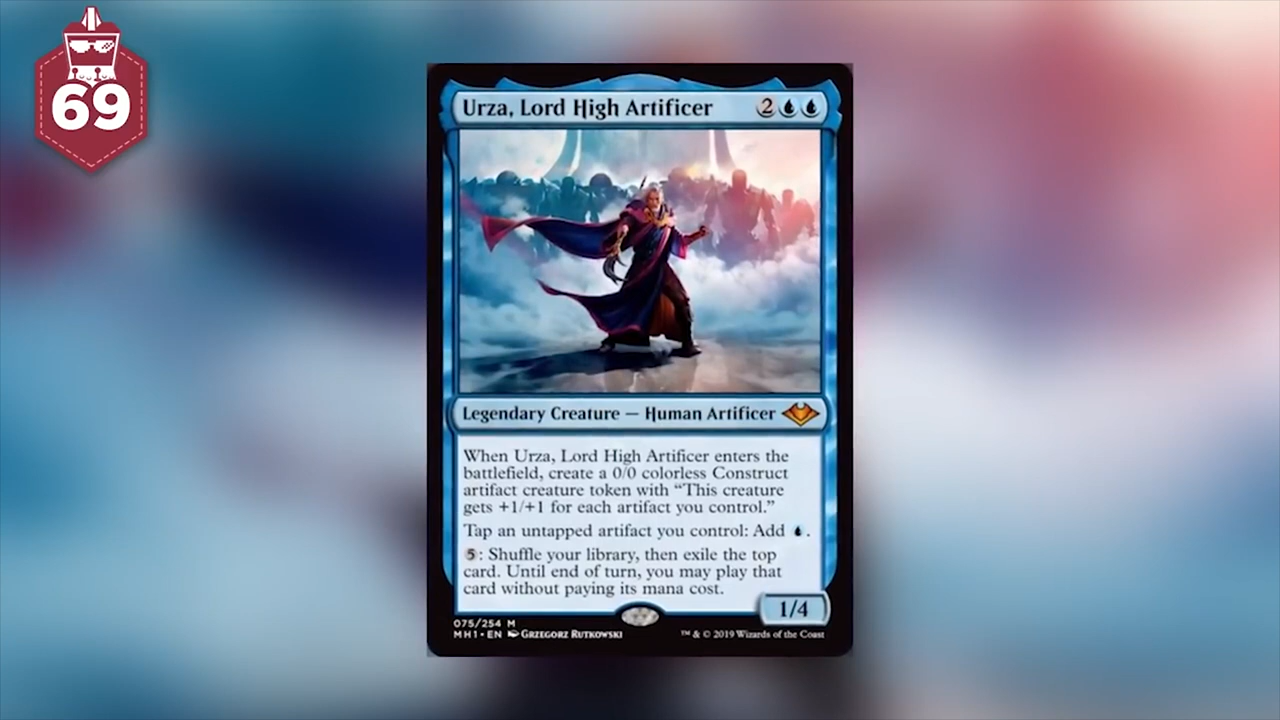 69
Urza, Lord High Artificer 2
Legendary Creature — Human Artificer
When Urza, Lord High Artificer enters the
battlefield, create a 0/0 colorless Construct
artifact creature token with “This creature
gets +1/+1 for each artifact you control.”
Tap an untapped artifact you control: Add .
5: Shuffle your library, then exile the top
card. Until end of turn, you may play that
card without paying its mana cost.
1/4
075/254 M
MH1 • EN Grzegorz Rutkowski
™ & © 2019 Wizards of the Coast